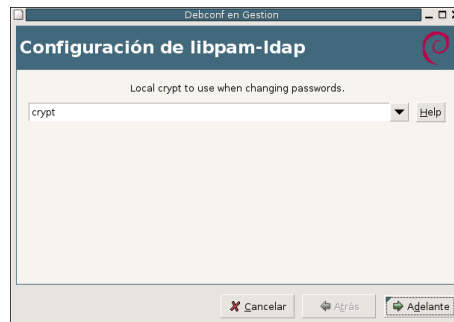 Debconf en Gestion
Configuración de libpam-ldap
Local crypt to use when changing passwords.
crypt
Help
Cancelar
Atrás
Adelante